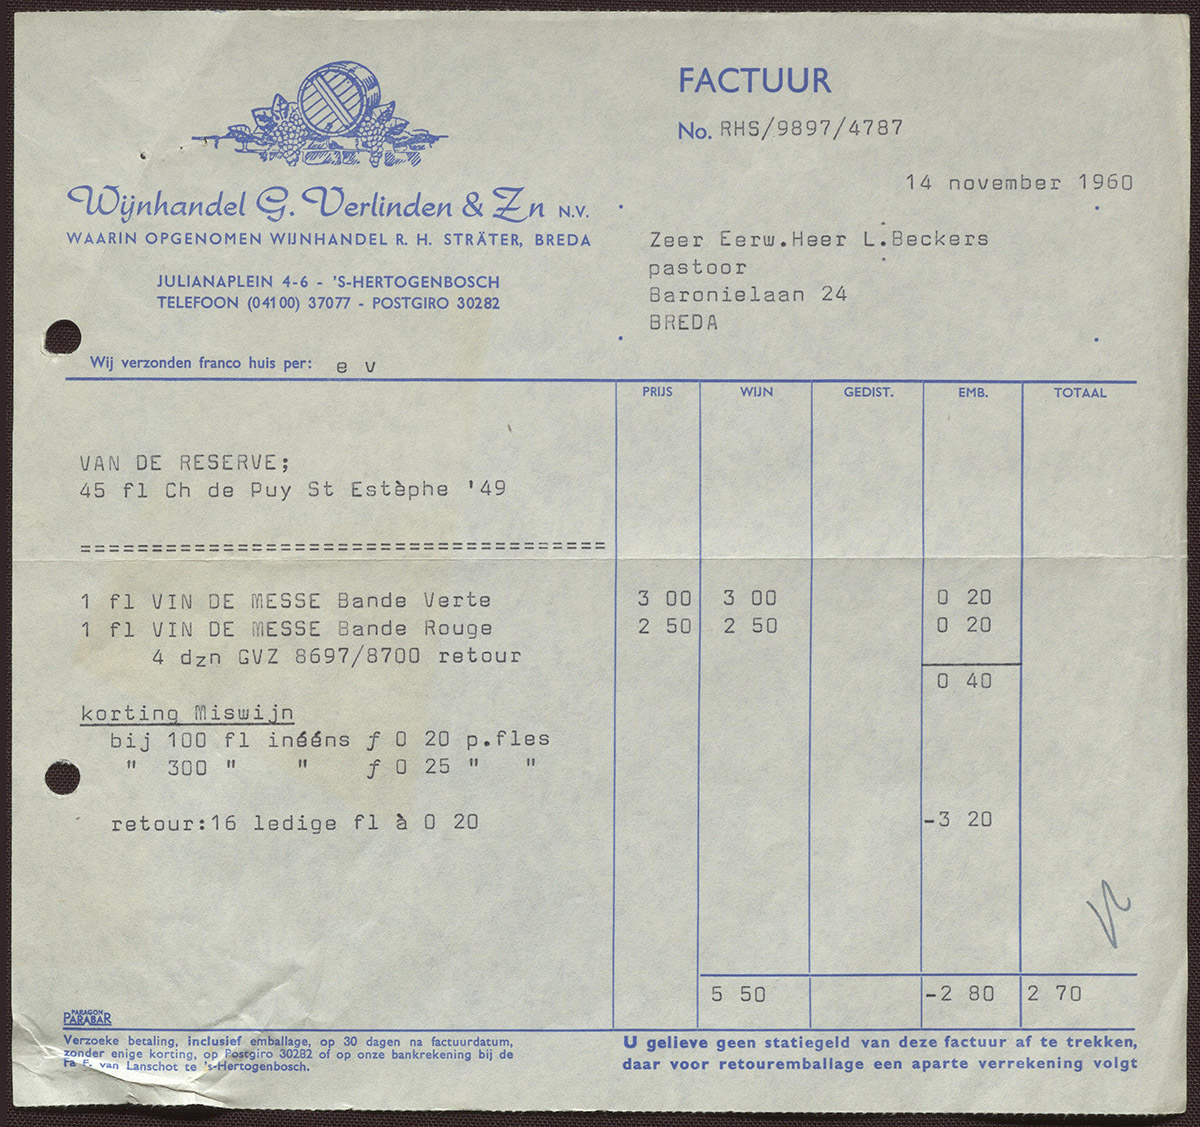 FACTUUR
No. RHS/9897/4787
14 november 1960
Wijnhandel G. Verlinden & Zn N.V.
WAARIN OPGENOMEN WIJNHANDEL R. H. STRÄTER, BREDA
JULIANAPLEIN 4-6 - 'S-HERTOGENBOSCH
TELEFOON (04100) 37077 - POSTGIRO 30282
Zeer Eerw.Heer L.Beckers
pastoor
Baronielaan 24
BREDA
Wij verzonden franco huis per: e v
PRIJS WIJN GEDIST. EMB. TOTAAL
VAN DE RESERVE;
45 fl Ch de Puy St Estèphe '49
=====================================
1 fl VIN DE MESSE Bande Verte 3 00 3 00 0 20
1 fl VIN DE MESSE Bande Rouge 2 50 2 50 0 20
4 dzn GVZ 8697/8700 retour
0 40
korting Miswijn
bij 100 fl inééns ƒ 0 20 p.fles
" 300 " " ƒ 0 25 " "
retour:16 ledige fl à 0 20 -3 20
5 50 -2 80 2 70
PARAGON
PARABAR
Verzoeke betaling, inclusief emballage, op 30 dagen na factuurdatum,
zonder enige korting, op Postgiro 30282 of op onze bankrekening bij de
Fa F. van Lanschot te 's-Hertogenbosch.
U gelieve geen statiegeld van deze factuur af te trekken,
daar voor retouremballage een aparte verrekening volgt